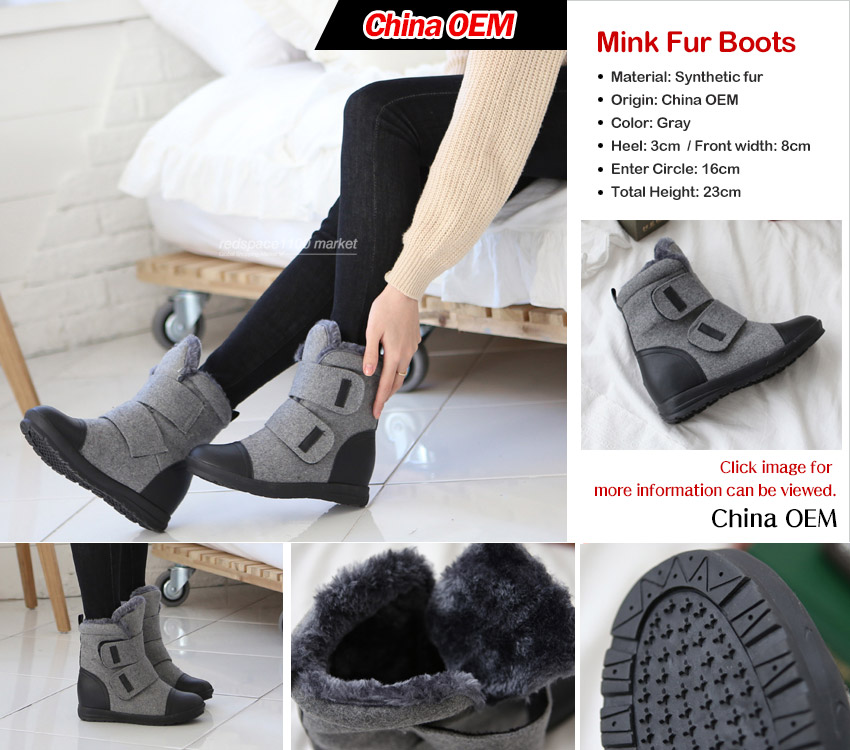 China OEM
Mink Fur Boots
• Material: Synthetic fur
• Origin: China OEM
• Color: Gray
• Heel: 3cm / Front width: 8cm
• Enter Circle: 16cm
• Total Height: 23cm
market
Click image for
more information can be viewed.
China OEM